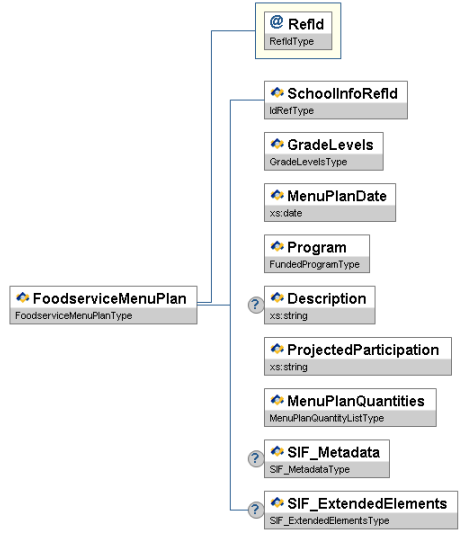 @ RefId
RefIdType
SchoolInfoRefId
IdRefType
GradeLevels
GradeLevelsType
MenuPlanDate
xs:date
Program
FundedProgramType
FoodserviceMenuPlan
FoodserviceMenuPlanType
? Description
xs:string
ProjectedParticipation
xs:string
MenuPlanQuantities
MenuPlanQuantityListType
? SIF_Metadata
SIF_MetadataType
? SIF_ExtendedElements
SIF_ExtendedElementsType